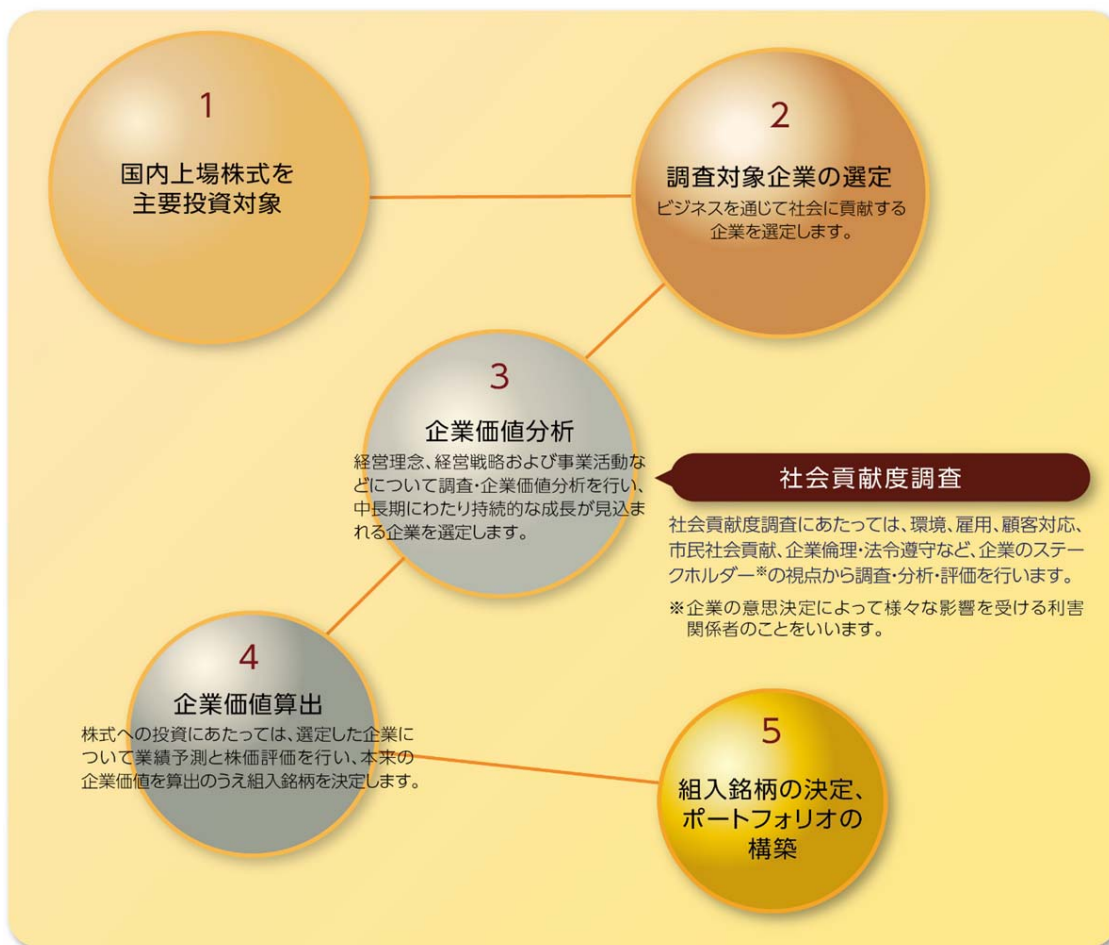 1
国内上場株式を
主要投資対象
2
調査対象企業の選定
ビジネスを通じて社会に貢献する
企業を選定します。
3
企業価値分析
経営理念、経営戦略および事業活動な
どについて調査・企業価値分析を行い、
中長期にわたり持続的な成長が見込ま
れる企業を選定します。
社会貢献度調査
社会貢献度調査にあたっては、環境、雇用、顧客対応、
市民社会貢献、企業倫理・法令遵守など、企業のステー
クホルダー※の視点から調査・分析・評価を行います。
※企業の意思決定によって様々な影響を受ける利害
関係者のことをいいます。
4
企業価値算出
株式への投資にあたっては、選定した企業に
ついて業績予測と株価評価を行い、本来の
企業価値を算出のうえ組入銘柄を決定します。
5
組入銘柄の決定、
ポートフォリオの
構築